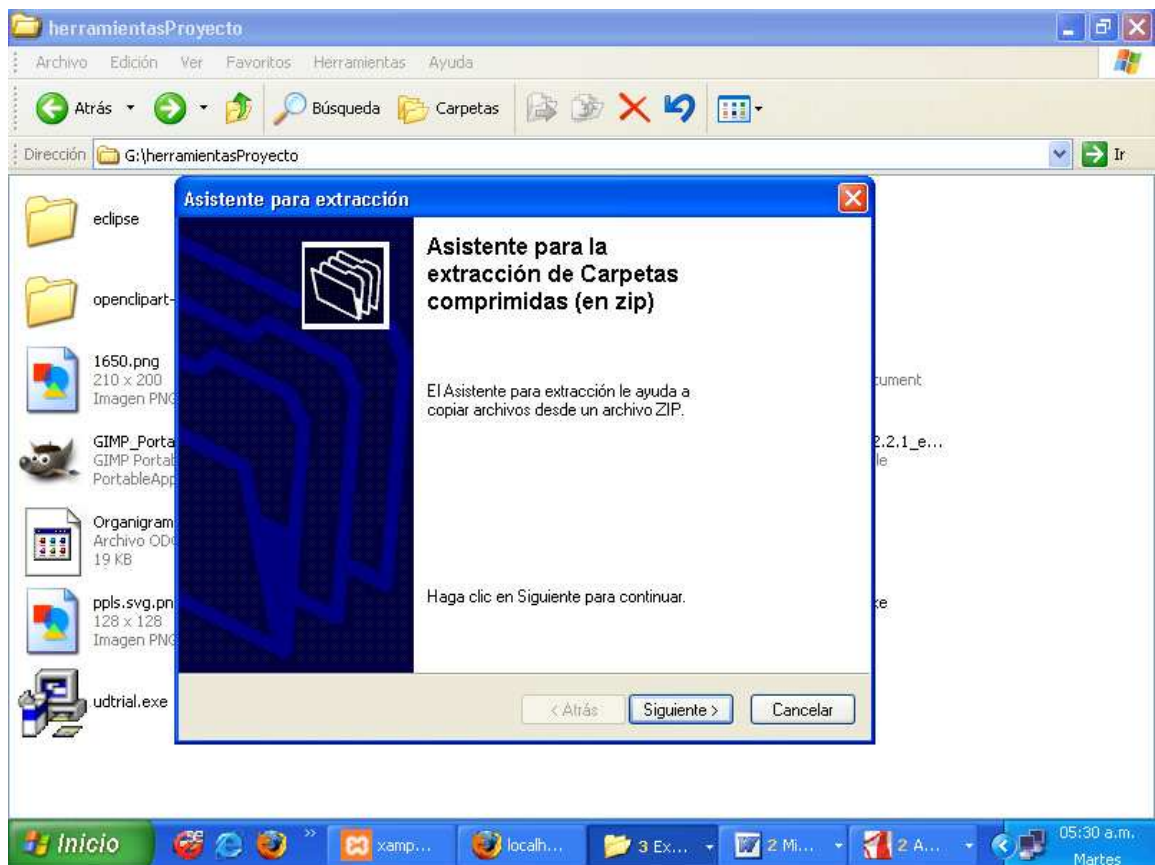 herramientasProyecto
Archivo Edición Ver Favoritos Herramientas Ayuda
Atrás Búsqueda Carpetas
Dirección G:\herramientasProyecto Ir
eclipse
openclipart-
1650.png
210 x 200
Imagen PNG
GIMP_Porta
GIMP Portab
PortableApp
Organigram
Archivo ODG
19 KB
ppls.svg.pn
128 x 128
Imagen PNG
udtrial.exe
Asistente para extracción
Asistente para la
extracción de Carpetas
comprimidas (en zip)
El Asistente para extracción le ayuda a
copiar archivos desde un archivo ZIP.
Haga clic en Siguiente para continuar.
< Atrás Siguiente > Cancelar
cument
2.2.1_e...
le
xe
Inicio » xamp... localh... 3 Ex... 2 Mi... 2 A... 05:30 a.m.
Martes